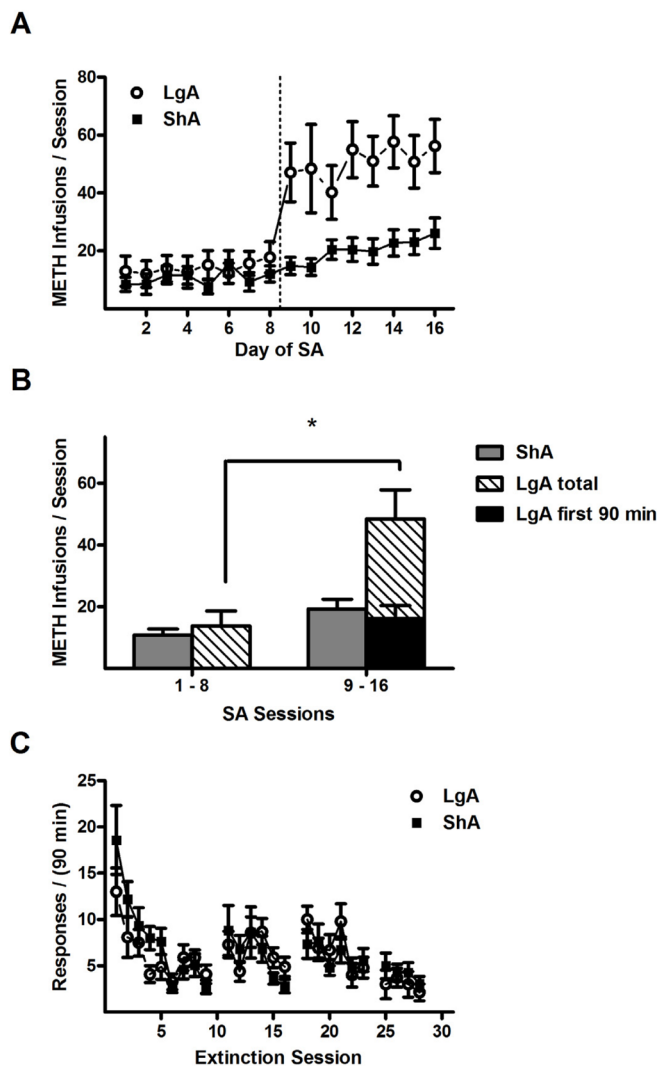 A
80
60
40
20
METH Infusions / Session
LgA
ShA
2 4 6 8 10 12 14 16
Day of SA
B
60
40
20
METH Infusions / Session
*
ShA
LgA total
LgA first 90 min
1 - 8 9 - 16
SA Sessions
C
25
20
15
10
5
Responses / (90 min)
LgA
ShA
5 10 15 20 25 30
Extinction Session